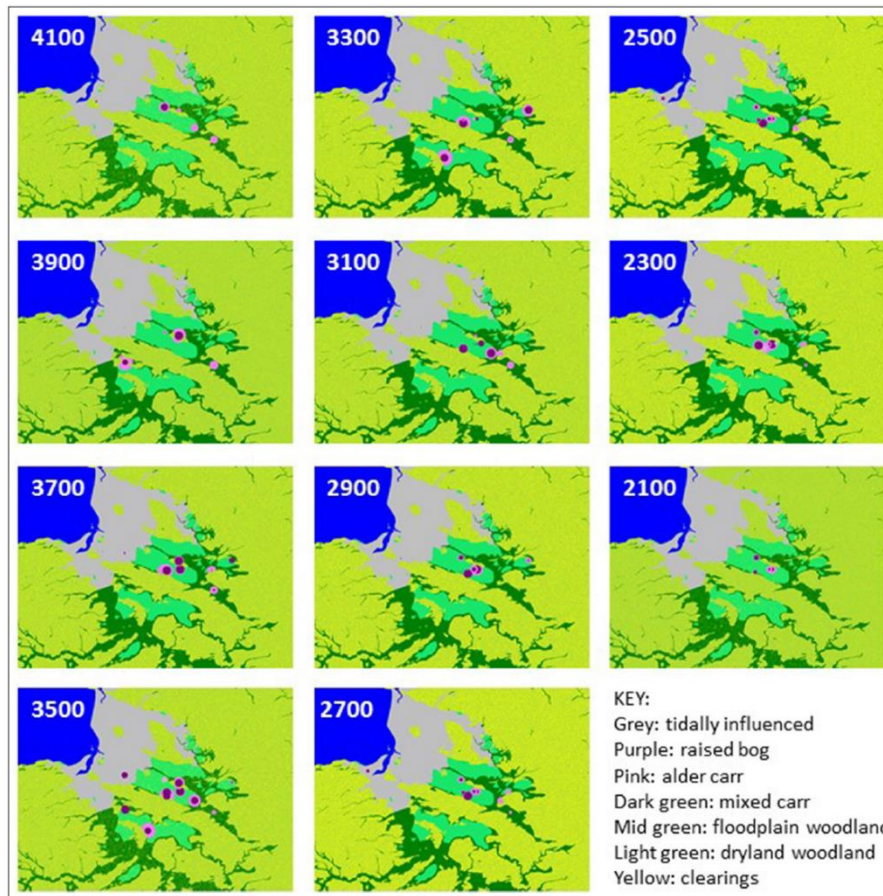 4100
3300
2500
3900
3100
2300
3700
2900
2100
3500
2700
KEY:
Grey: tidally influenced
Purple: raised bog
Pink: alder carr
Dark green: mixed carr
Mid green: floodplain woodland
Light green: dryland woodland
Yellow: clearings